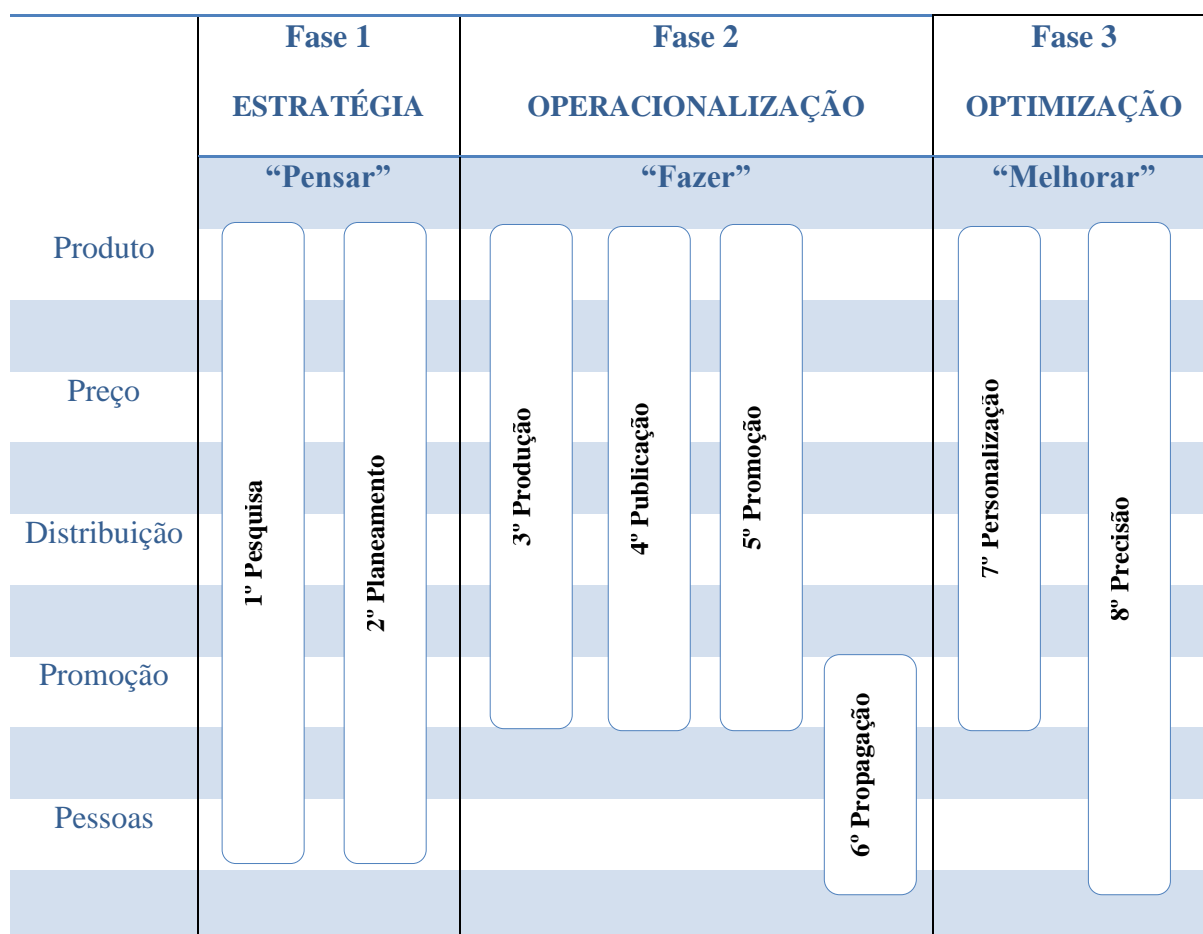 Fase 1
Fase 2
Fase 3
ESTRATÉGIA
OPERACIONALIZAÇÃO
OPTIMIZAÇÃO
“Pensar”
“Fazer”
“Melhorar”
Produto
Preço
Distribuição
Promoção
Pessoas
1º Pesquisa
2º Planeamento
3º Produção
4º Publicação
5º Promoção
6º Propagação
7º Personalização
8º Precisão